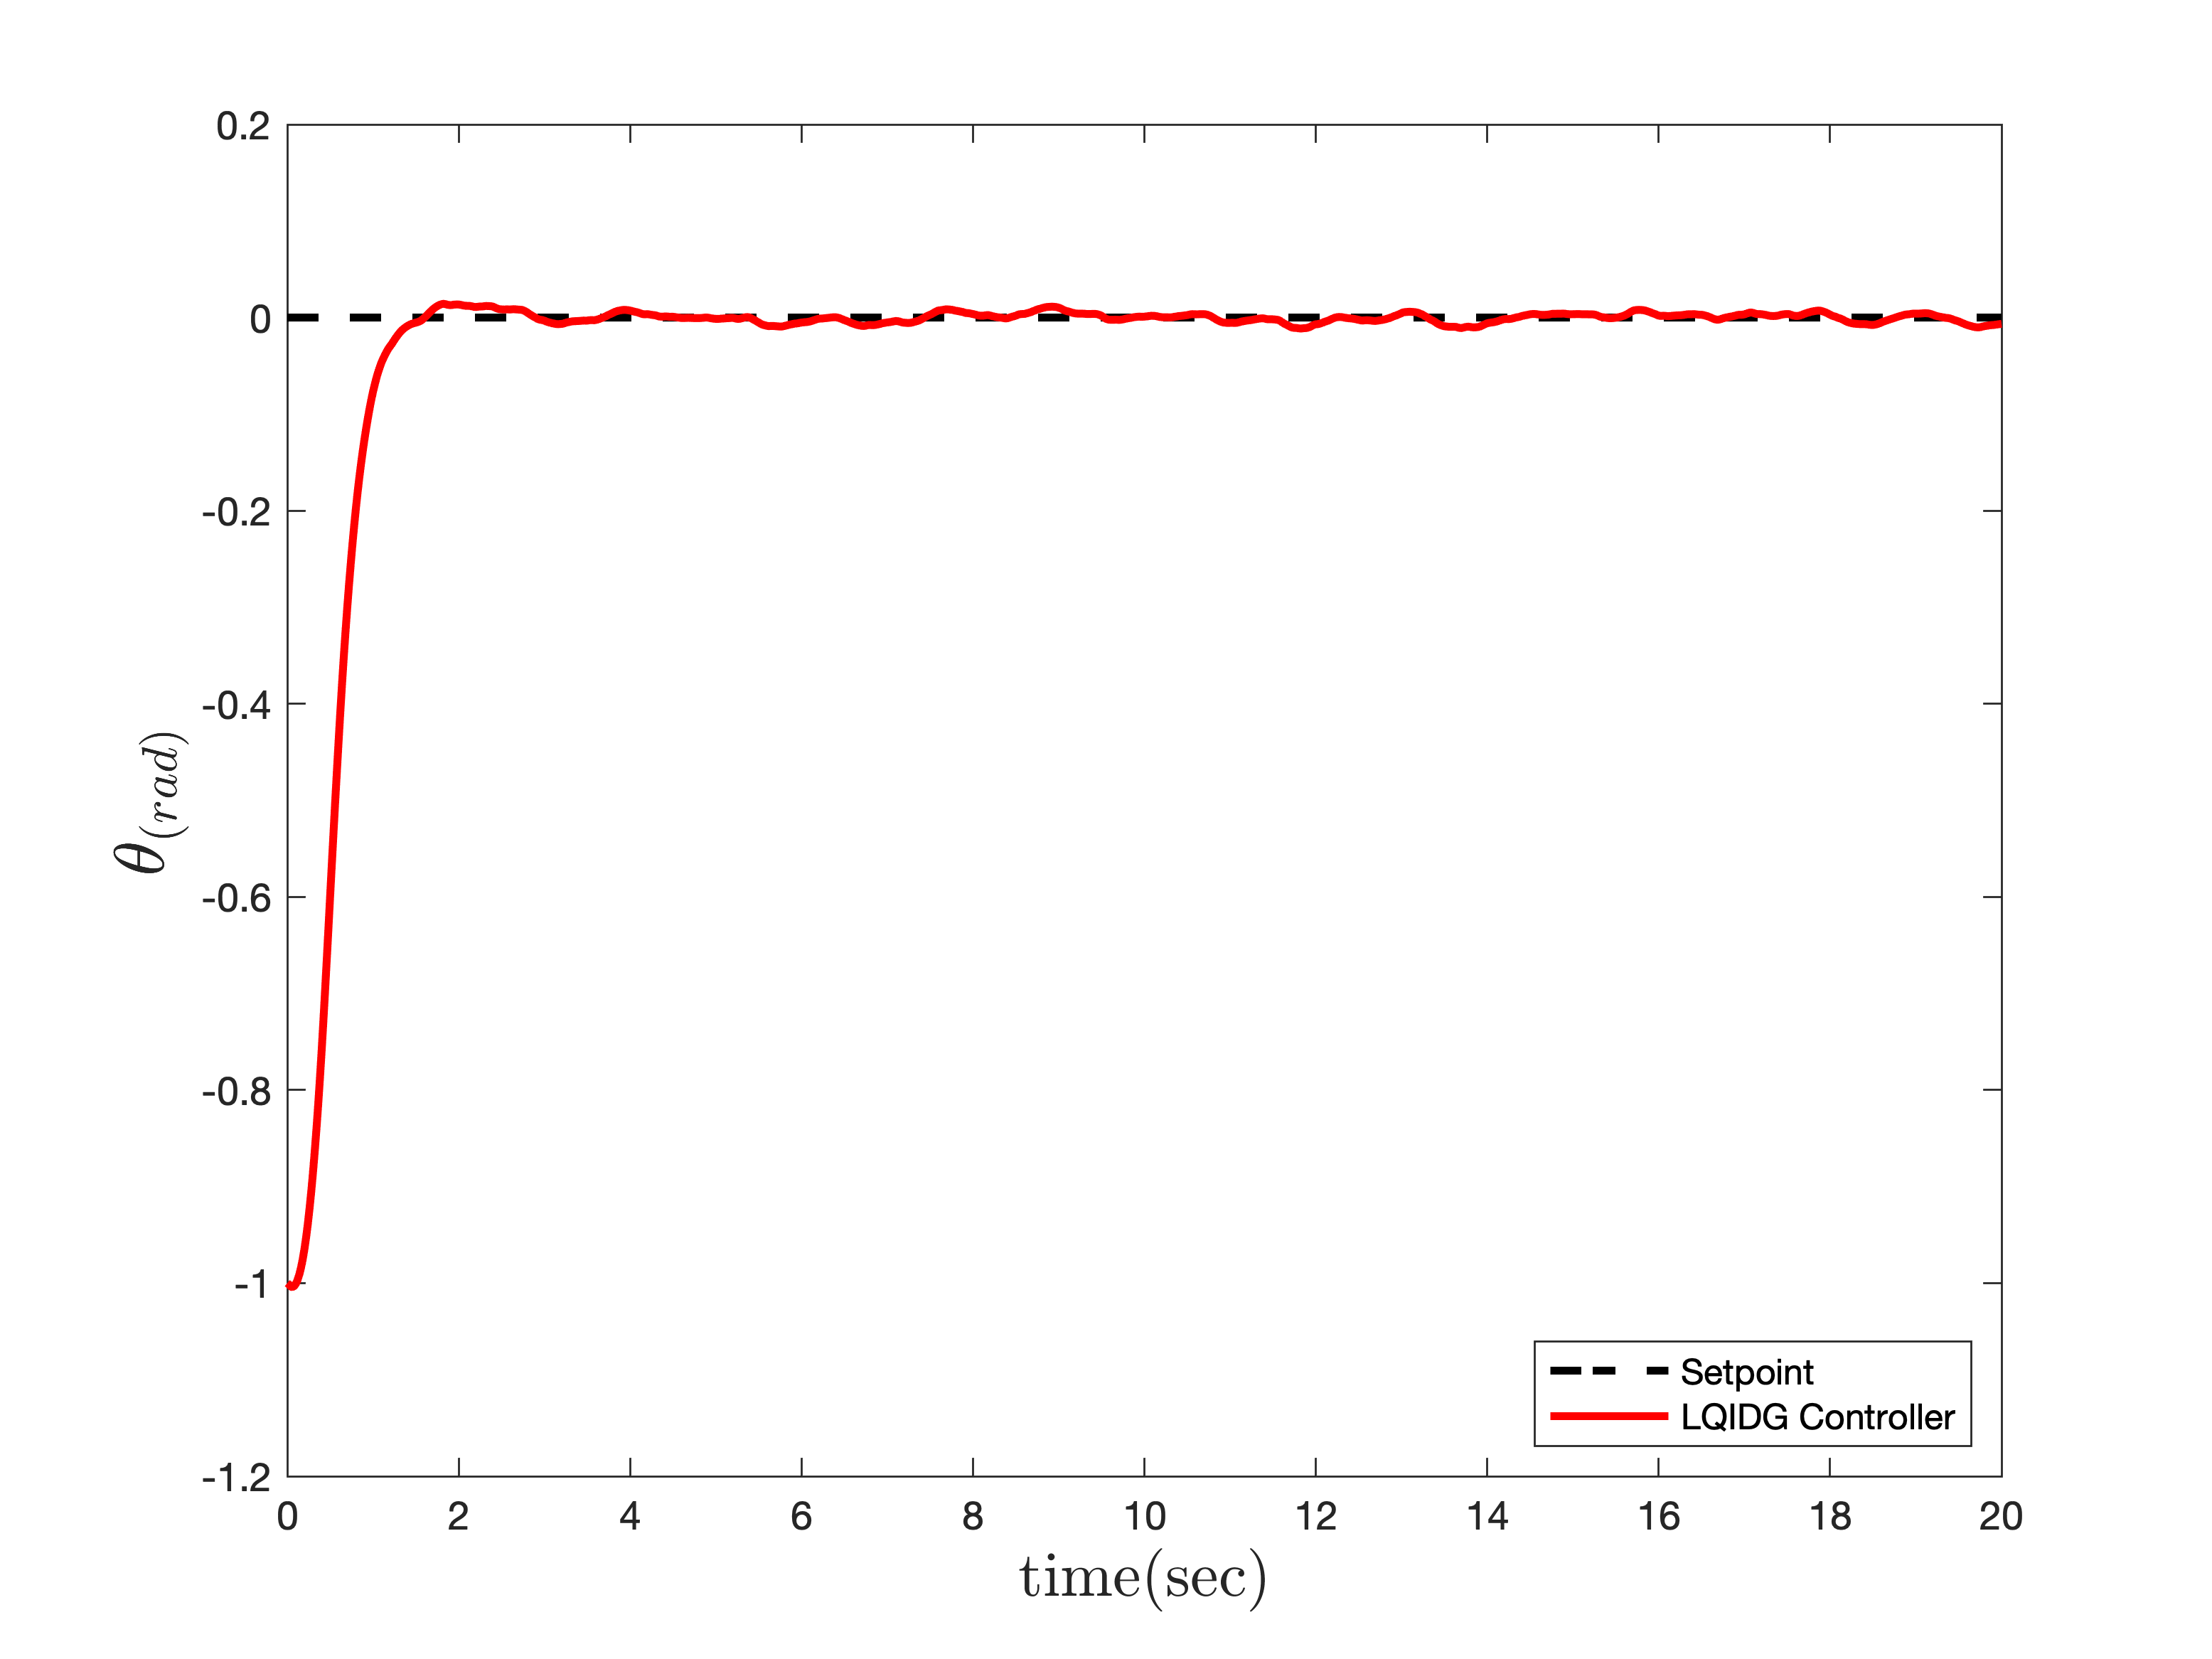 0.2
0
-0.2
-0.4
-0.6
-0.8
-1
-1.2
θ(rad)
0 2 4 6 8 10 12 14 16 18 20
time(sec)
Setpoint
LQIDG Controller